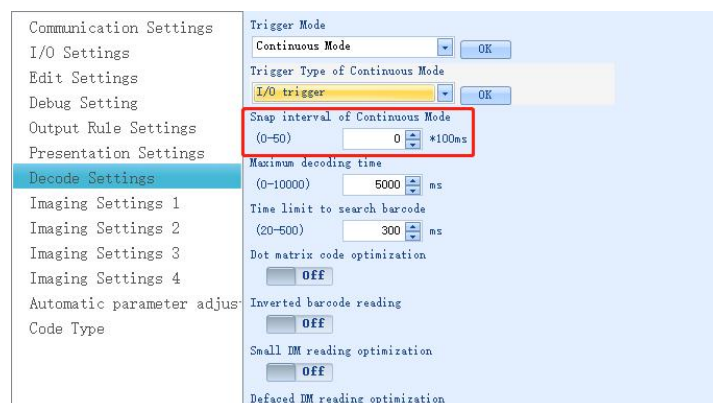 Communication Settings
I/O Settings
Edit Settings
Debug Setting
Output Rule Settings
Presentation Settings
Decode Settings
Imaging Settings 1
Imaging Settings 2
Imaging Settings 3
Imaging Settings 4
Automatic parameter adjus
Code Type
Trigger Mode
Continuous Mode OK
Trigger Type of Continuous Mode
I/O trigger OK
Snap interval of Continuous Mode
(0-50) 0 *100ms
Maximum decoding time
(0-10000) 5000 ms
Time limit to search barcode
(20-500) 300 ms
Dot matrix code optimization
Off
Inverted barcode reading
Off
Small DM reading optimization
Off
Defaced DM reading optimization